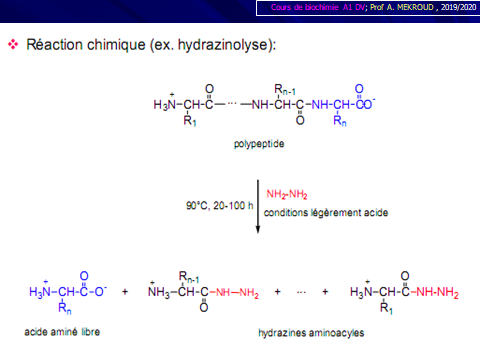 Cours de biochimie A1 DV; Prof A. MEKROUD , 2019/2020
❖ Réaction chimique (ex. hydrazinolyse):
+ O Rn-1 O
H3N–CH-C—···—NH-CH-C–NH-CH-CO-
R1 O Rn
polypeptide
NH2-NH2
90°C, 20-100 h conditions légèrement acide
+ O Rn-1 + O
H3N–CH-C-O- + NH3–CH-C–NH–NH2 + ··· + H3N–CH-C–NH-NH2
Rn O R1
acide aminé libre hydrazines aminoacyles